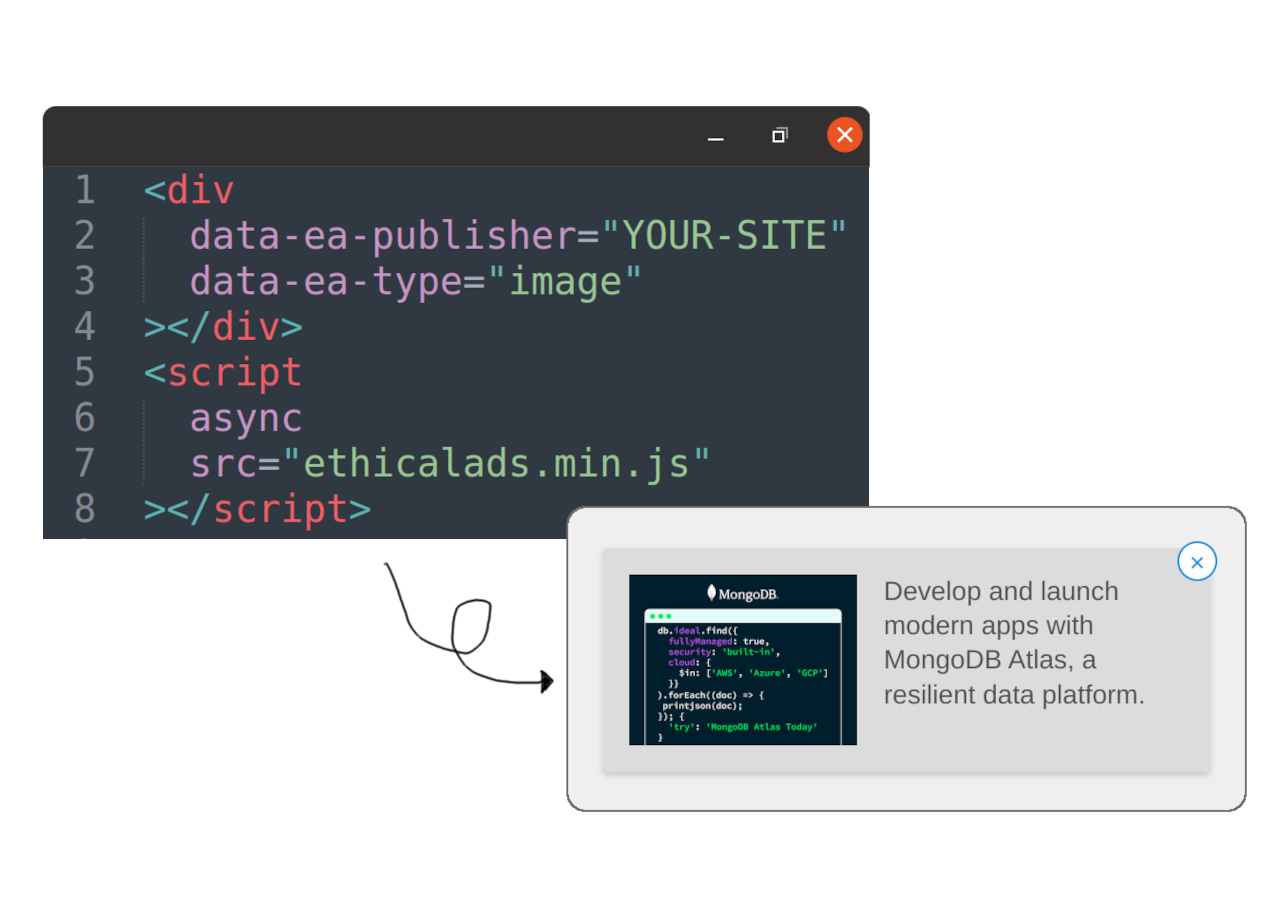 1 <div
2 data-ea-publisher="YOUR-SITE"
3 data-ea-type="image"
4 ></div>
5 <script
6 async
7 src="ethicalads.min.js"
8 ></script>
MongoDB.
db.ideal.find({
fullyManaged: true,
security: 'built-in',
cloud: {
$in: ['AWS', 'Azure', 'GCP']
}}
).forEach((doc) => {
printjson(doc);
}); {
'try': 'MongoDB Atlas Today'
}
Develop and launch
modern apps with
MongoDB Atlas, a
resilient data platform.